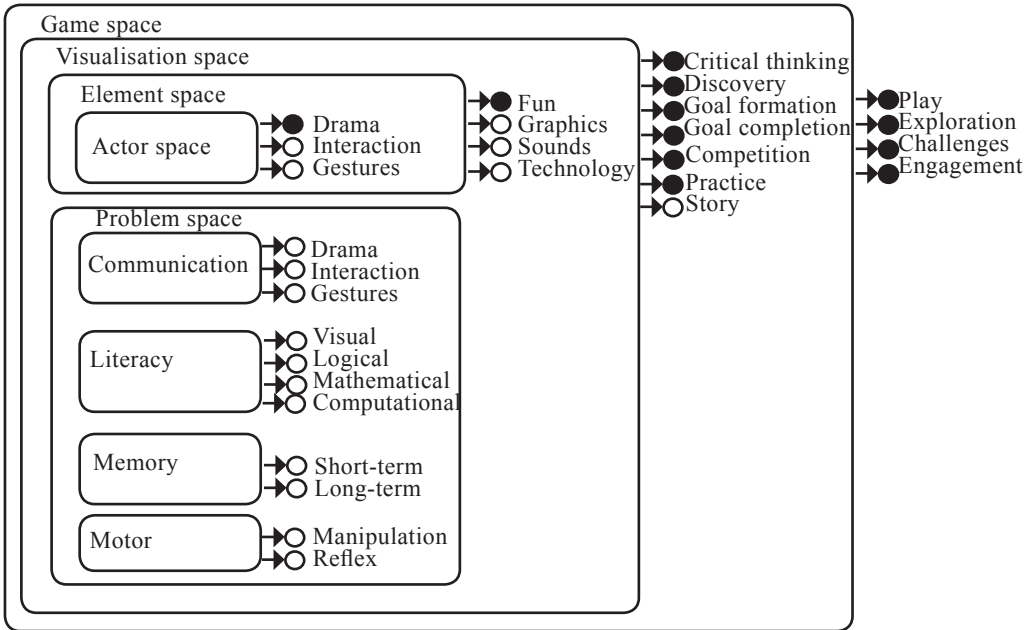 Game space
Visualisation space
Element space
Actor space
Drama
Interaction
Gestures
Fun
Graphics
Sounds
Technology
Critical thinking
Discovery
Goal formation
Goal completion
Competition
Practice
Story
Play
Exploration
Challenges
Engagement
Problem space
Communication
Drama
Interaction
Gestures
Literacy
Visual
Logical
Mathematical
Computational
Memory
Short-term
Long-term
Motor
Manipulation
Reflex